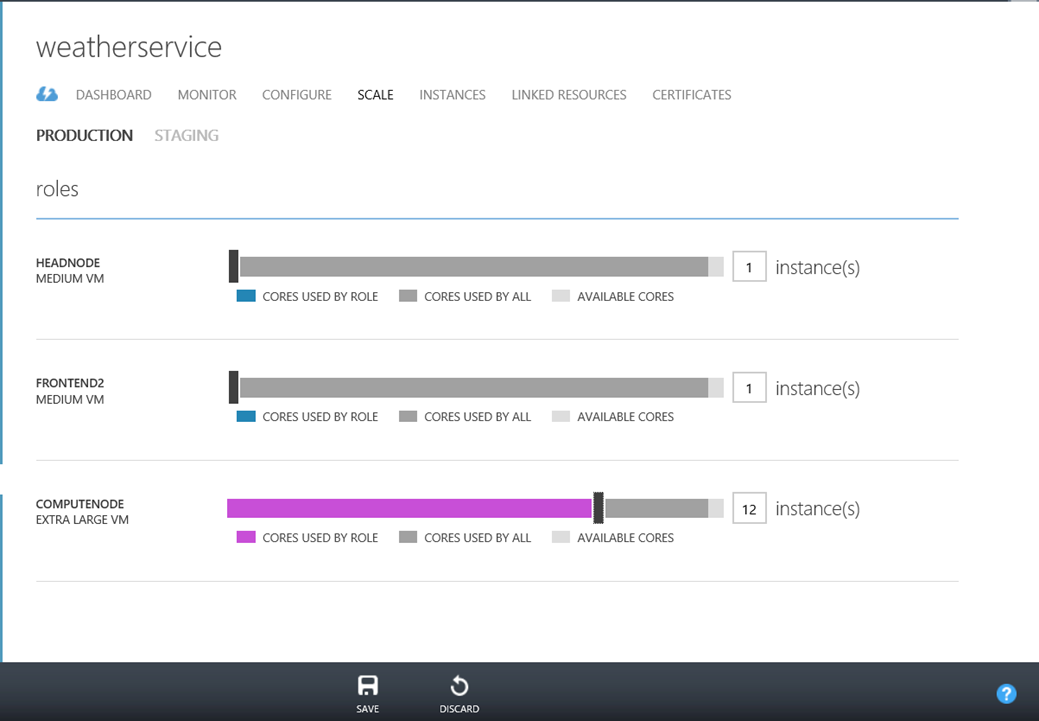 weatherservice
DASHBOARD MONITOR CONFIGURE SCALE INSTANCES LINKED RESOURCES CERTIFICATES
PRODUCTION STAGING
roles
HEADNODE
MEDIUM VM
1 instance(s)
CORES USED BY ROLE CORES USED BY ALL AVAILABLE CORES
FRONTEND2
MEDIUM VM
1 instance(s)
CORES USED BY ROLE CORES USED BY ALL AVAILABLE CORES
COMPUTENODE
EXTRA LARGE VM
12 instance(s)
CORES USED BY ROLE CORES USED BY ALL AVAILABLE CORES
SAVE DISCARD ?